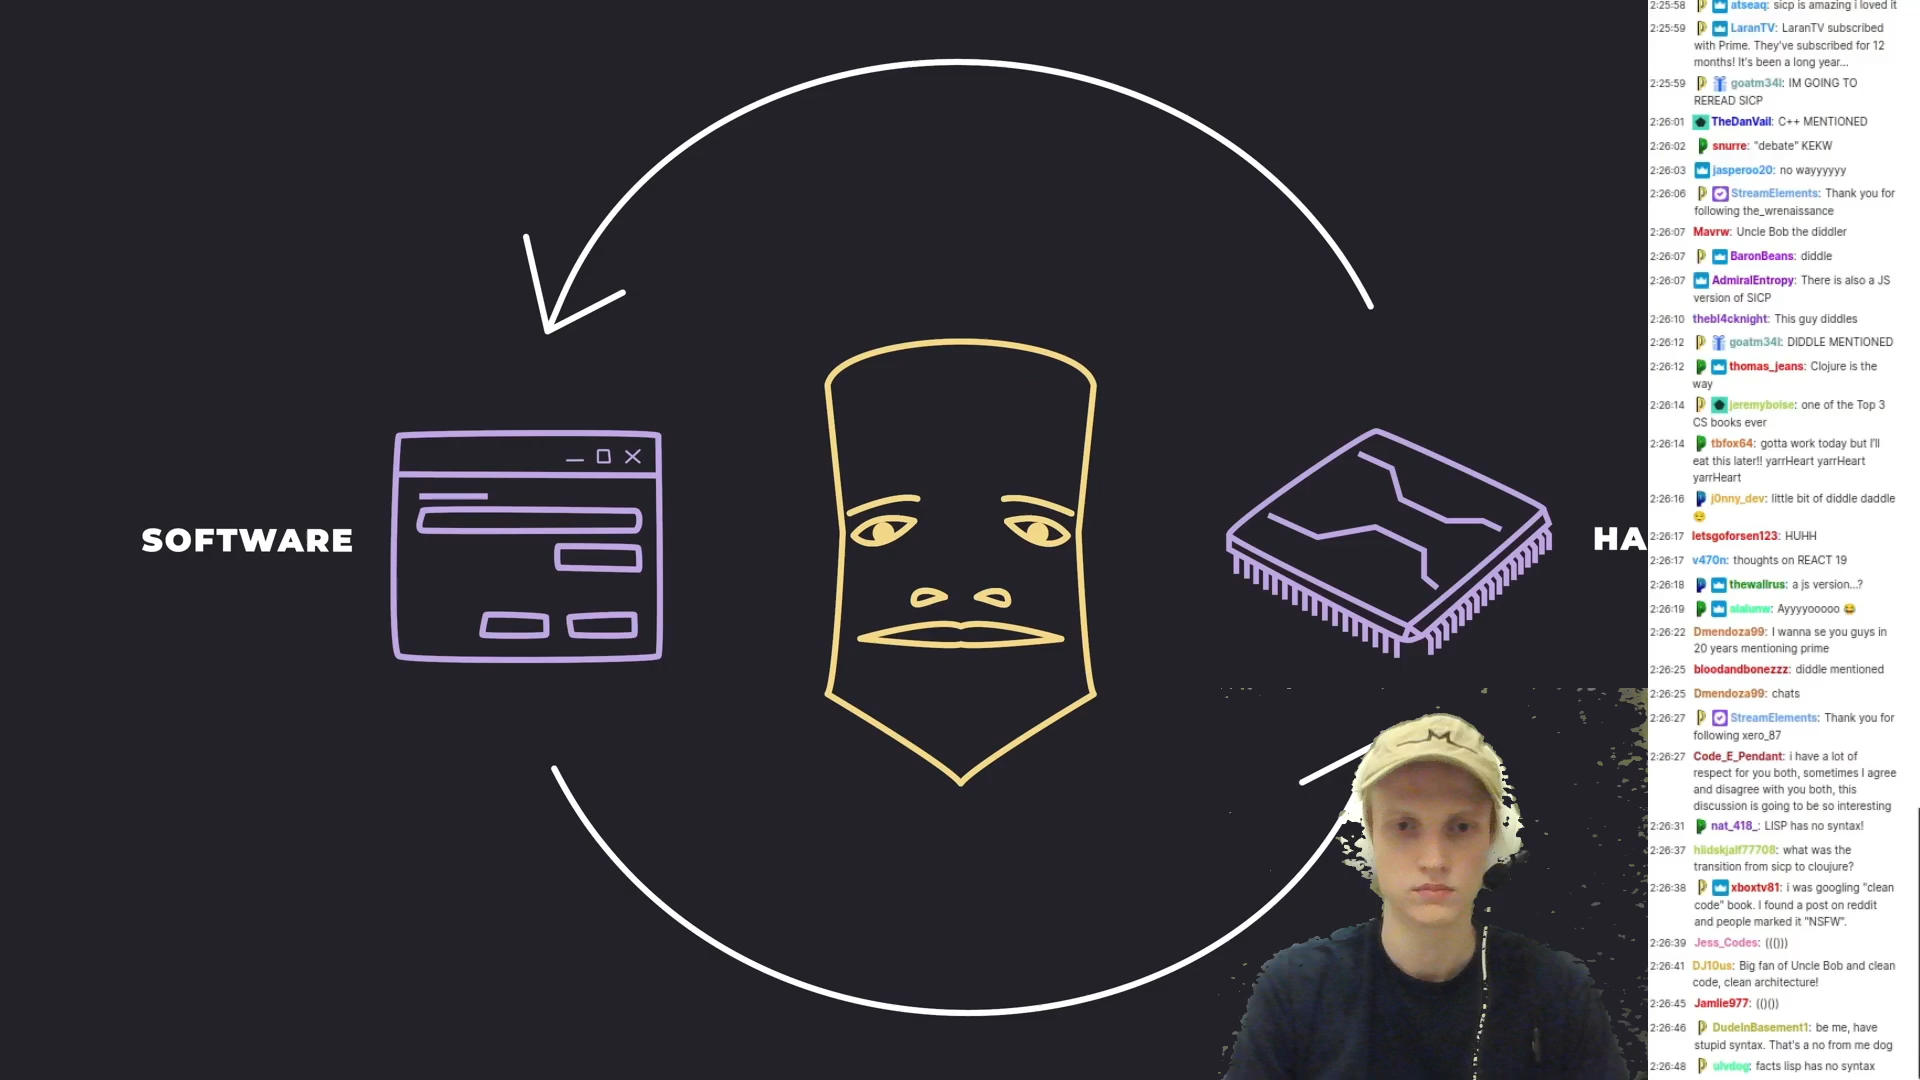 SOFTWARE
HA
2:25:58 atseaq: sicp is amazing i loved it
2:25:59 LaranTV: LaranTV subscribed
with Prime. They've subscribed for 12
months! It's been a long year...
2:25:59 goatm34l: IM GOING TO
REREAD SICP
2:26:01 TheDanVail: C++ MENTIONED
2:26:02 snurre: "debate" KEKW
2:26:03 jasperoo20: no wayyyyyy
2:26:06 StreamElements: Thank you for
following the_wrenaissance
2:26:07 Mavrw: Uncle Bob the diddler
2:26:07 BaronBeans: diddle
2:26:07 AdmiralEntropy: There is also a JS
version of SICP
2:26:10 thebl4cknight: This guy diddles
2:26:12 goatm34l: DIDDLE MENTIONED
2:26:12 thomas_jeans: Clojure is the
way
2:26:14 jeremyboise: one of the Top 3
CS books ever
2:26:14 tbfox64: gotta work today but I'll
eat this later!! yarrHeart yarrHeart
yarrHeart
2:26:16 j0nny_dev: little bit of diddle daddle
2:26:17 letsgoforsen123: HUHH
2:26:17 v470n: thoughts on REACT 19
2:26:18 thewallrus: a js version...?
2:26:19 alalunw: Ayyyyooooo
2:26:22 Dmendoza99: I wanna se you guys in
20 years mentioning prime
2:26:25 bloodandbonezzz: diddle mentioned
2:26:25 Dmendoza99: chats
2:26:27 StreamElements: Thank you for
following xero_87
2:26:27 Code_E_Pendant: i have a lot of
respect for you both, sometimes I agree
and disagree with you both, this
discussion is going to be so interesting
2:26:31 nat_418_: LISP has no syntax!
2:26:37 hlidskjalf77708: what was the
transition from sicp to cloujure?
2:26:38 xboxtv81: i was googling "clean
code" book. I found a post on reddit
and people marked it "NSFW".
2:26:39 Jess_Codes: ((()))
2:26:41 DJ10us: Big fan of Uncle Bob and clean
code, clean architecture!
2:26:45 Jamlie977: (()())
2:26:46 DudeInBasement1: be me, have
stupid syntax. That's a no from me dog
2:26:48 ulvdog: facts lisp has no syntax